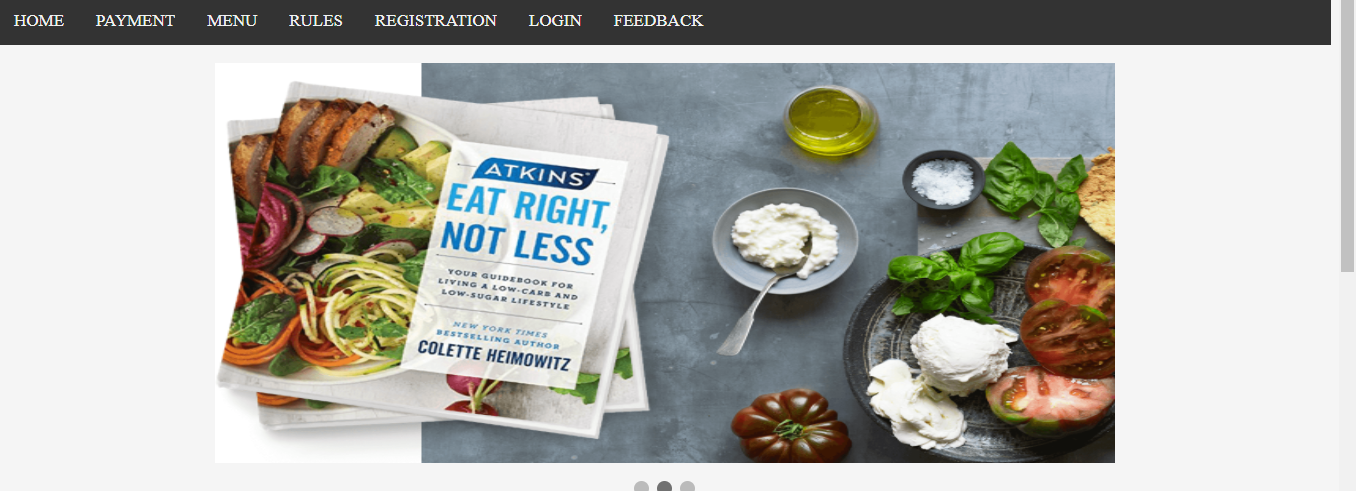 HOME PAYMENT MENU RULES REGISTRATION LOGIN FEEDBACK
ATKINS™
EAT RIGHT,
NOT LESS
YOUR GUIDEBOOK FOR
LIVING A LOW-CARB AND
LOW-SUGAR LIFESTYLE
NEW YORK TIMES
BESTSELLING AUTHOR
COLETTE HEIMOWITZ